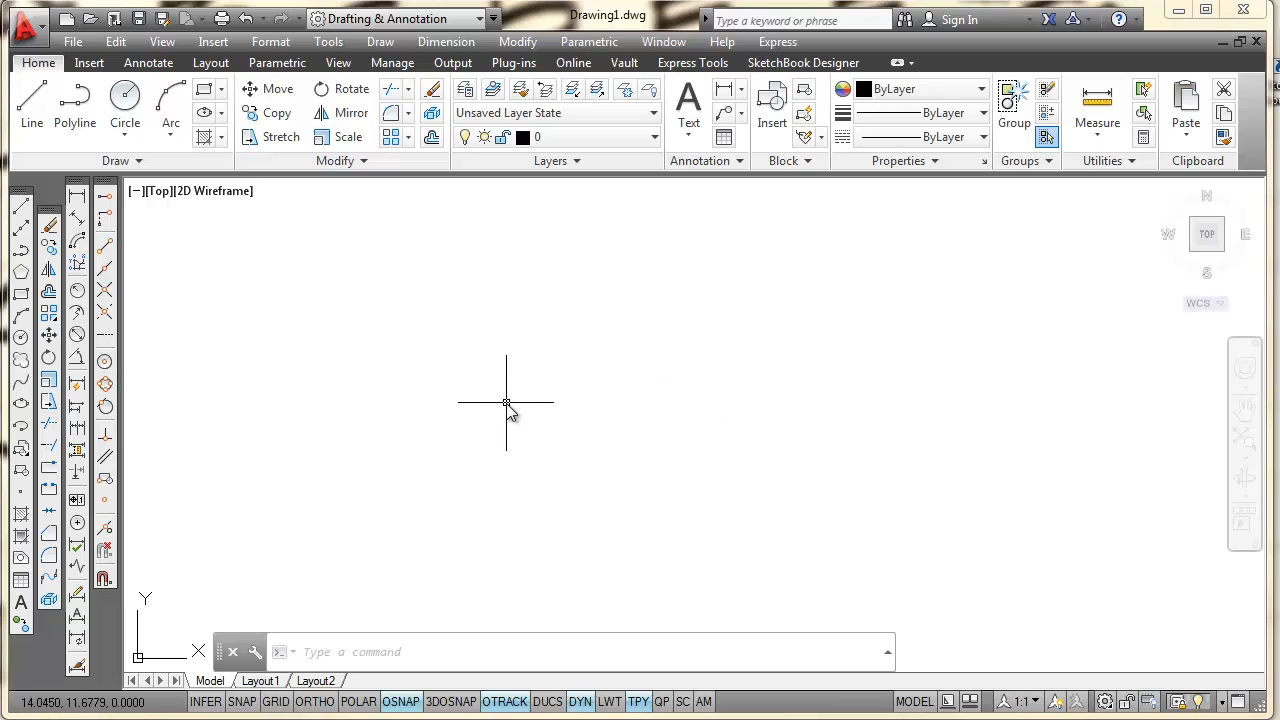 Drafting & Annotation
Drawing1.dwg
Type a keyword or phrase
Sign In
File Edit View Insert Format Tools Draw Dimension Modify Parametric Window Help Express
Home Insert Annotate Layout Parametric View Manage Output Plug-ins Online Vault Express Tools SketchBook Designer
Line Polyline Circle Arc
Move Rotate
Copy Mirror
Stretch Scale
Unsaved Layer State
0
Text
Insert
ByLayer
ByLayer
ByLayer
Group
Measure
Paste
Draw Modify Layers Annotation Block Properties Groups Utilities Clipboard
[−][Top][2D Wireframe]
N
W TOP E
S
WCS
Y
X
Type a command
Model Layout1 Layout2
14.0450, 11.6779, 0.0000 INFER SNAP GRID ORTHO POLAR OSNAP 3DOSNAP OTRACK DUCS DYN LWT TPY QP SC AM MODEL 1:1